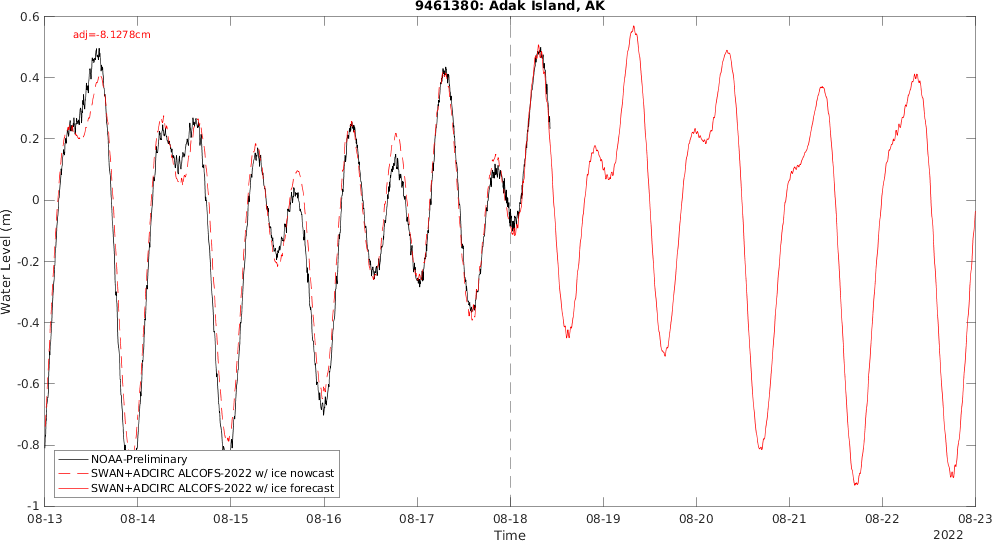 9461380: Adak Island, AK
adj=-8.1278cm
0.6
0.4
0.2
0
-0.2
-0.4
-0.6
-0.8
-1
Water Level (m)
NOAA-Preliminary
SWAN+ADCIRC ALCOFS-2022 w/ ice nowcast
SWAN+ADCIRC ALCOFS-2022 w/ ice forecast
08-13 08-14 08-15 08-16 08-17 08-18 08-19 08-20 08-21 08-22 08-23
Time
2022